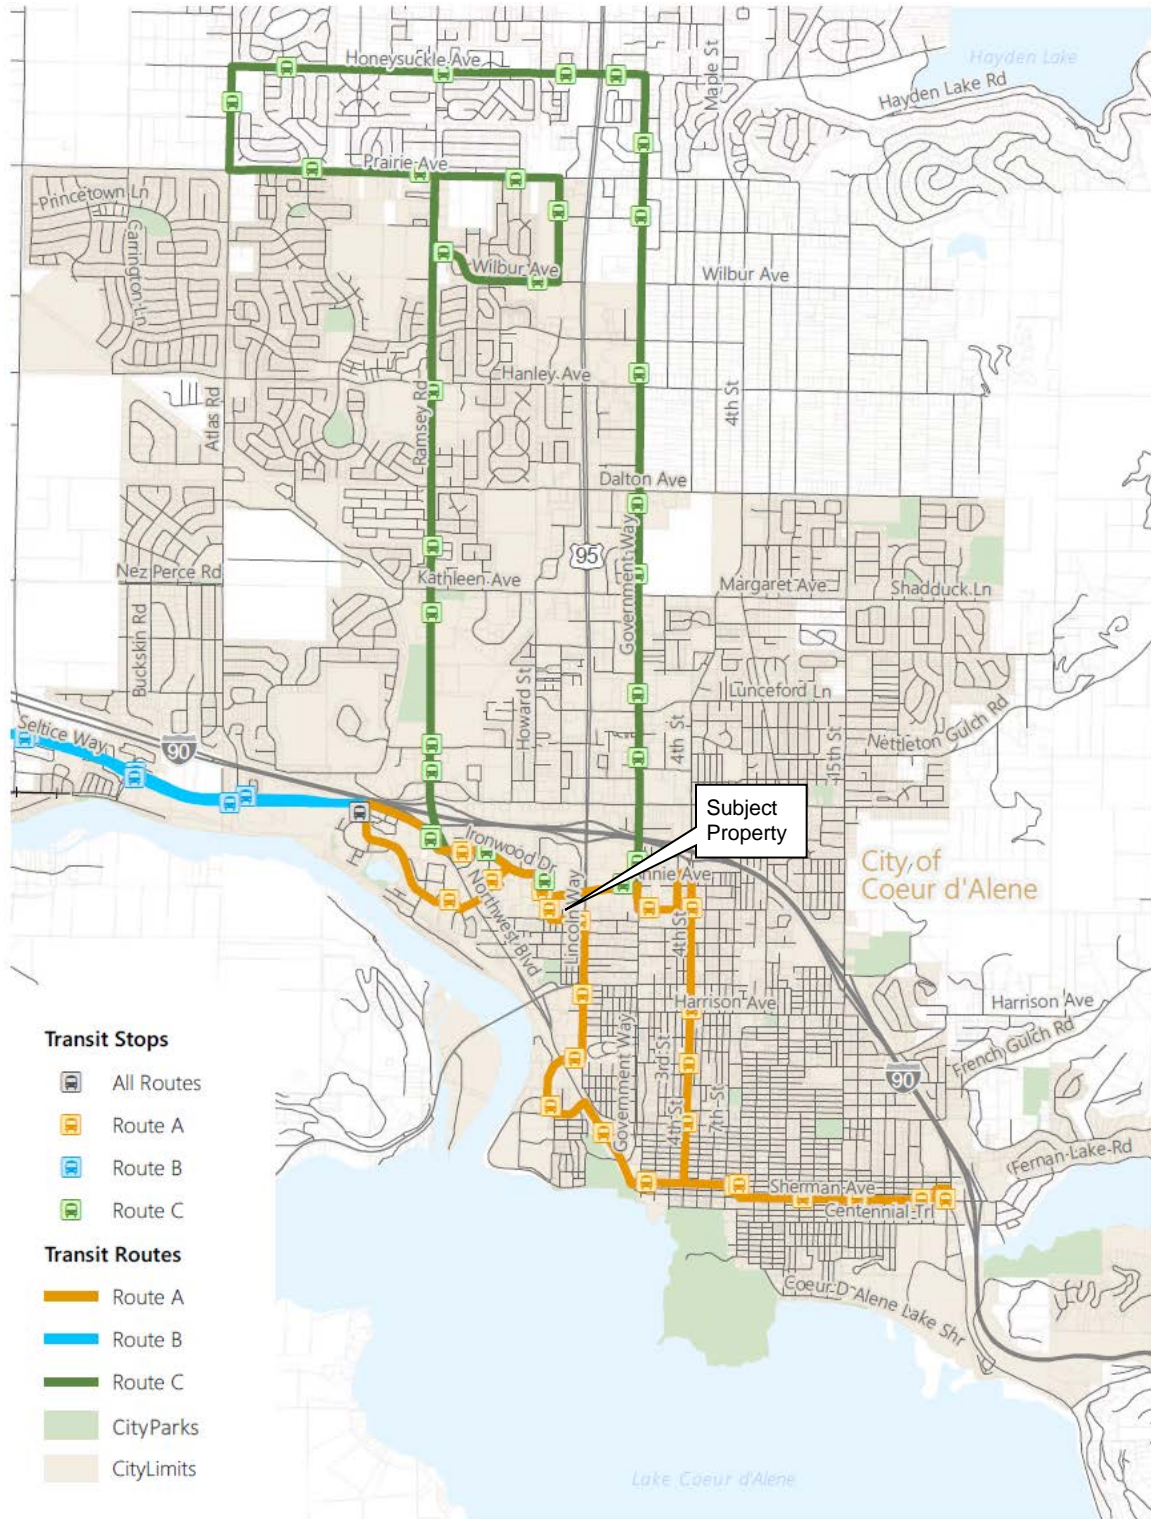 Hayden Lake
Honeysuckle Ave
Maple St
Hayden Lake Rd
Prairie Ave
Princetown Ln
Carrington Ln
Wilbur Ave
Wilbur Ave
Hanley Ave
Ramsey Rd
Atlas Rd
4th St
Dalton Ave
95
Government Way
Nez Perce Rd
Kathleen Ave
Margaret Ave
Shadduck Ln
Buckskin Rd
Howard St
Lunceford Ln
Nettleton Gulch Rd
4th St
15th St
Seltice Way
90
Subject
Property
Ironwood Dr
nnie Ave
City of
Coeur d'Alene
Northwest Blvd
Lincoln Way
4th St
Harrison Ave
Harrison Ave
French Gulch Rd
Government Way
3rd St
4th St
7th St
90
Fernan Lake Rd
Sherman Ave
Centennial Trl
Coeur D Alene Lake Shr
Lake Coeur d'Alene
Transit Stops
All Routes
Route A
Route B
Route C
Transit Routes
Route A
Route B
Route C
CityParks
CityLimits